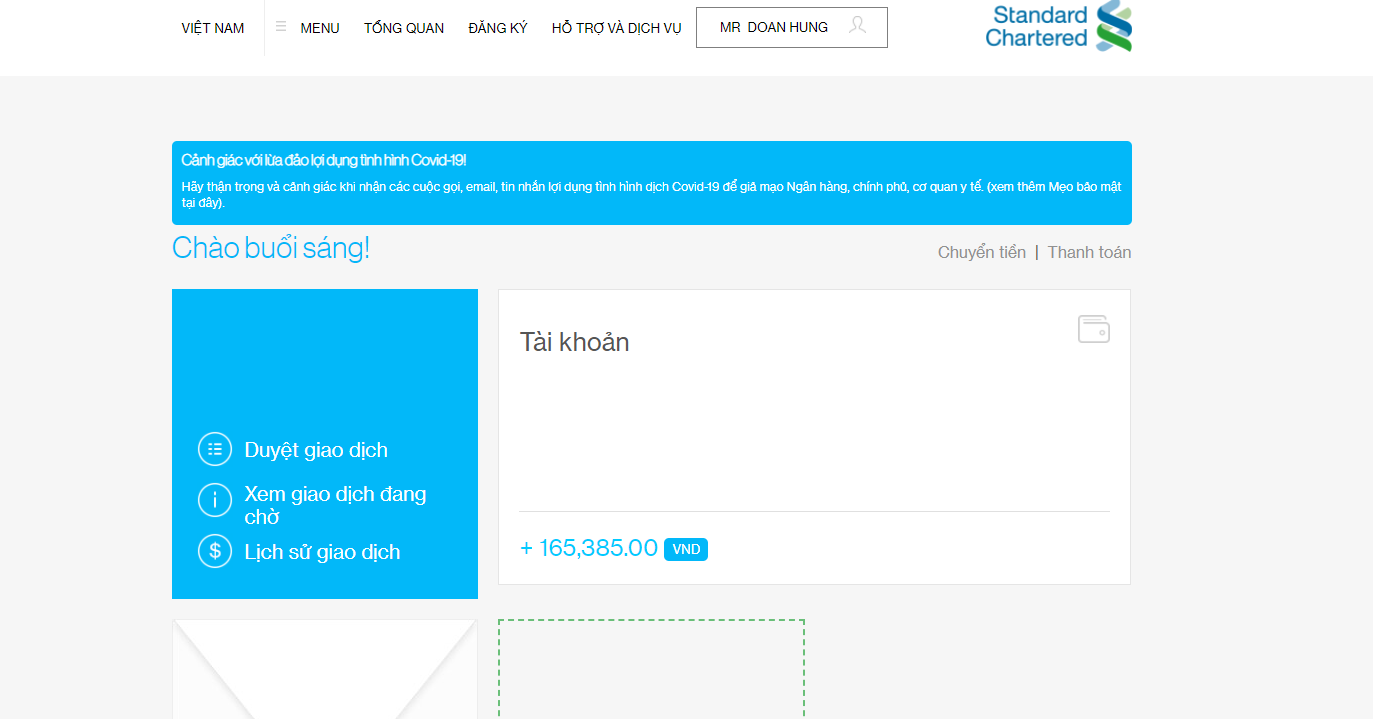 VIỆT NAM MENU TỔNG QUAN ĐĂNG KÝ HỖ TRỢ VÀ DỊCH VỤ MR DOAN HUNG
Standard
Chartered
Cảnh giác với lừa đảo lợi dụng tình hình Covid-19!
Hãy thận trọng và cảnh giác khi nhận các cuộc gọi, email, tin nhắn lợi dụng tình hình dịch Covid-19 để giả mạo Ngân hàng, chính phủ, cơ quan y tế. (xem thêm Mẹo bảo mật
tại đây).
Chào buổi sáng!
Chuyển tiền | Thanh toán
Tài khoản
Duyệt giao dịch
Xem giao dịch đang
chờ
Lịch sử giao dịch
+ 165,385.00 VND